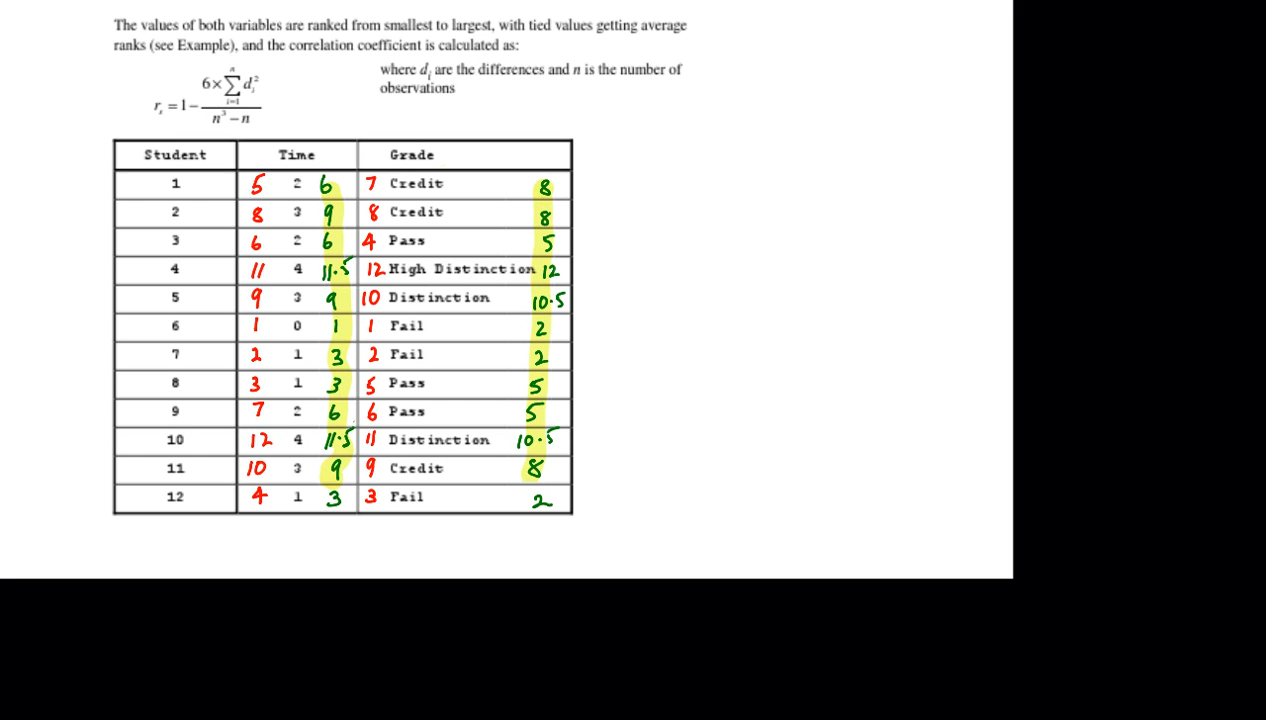 The values of both variables are ranked from smallest to largest, with tied values getting average
ranks (see Example), and the correlation coefficient is calculated as:
where d_i are the differences and n is the number of
observations
r_s = 1 - 6×∑_{i=1}^{n} d_i^2 / n^3 - n
Student Time Grade
1 5 2 6 7 Credit 8
2 8 3 9 8 Credit 8
3 6 2 6 4 Pass 5
4 11 4 11.5 12 High Distinction 12
5 9 3 9 10 Distinction 10.5
6 1 0 1 1 Fail 2
7 2 1 3 2 Fail 2
8 3 1 3 5 Pass 5
9 7 2 6 6 Pass 5
10 12 4 11.5 11 Distinction 10.5
11 10 3 9 9 Credit 8
12 4 1 3 3 Fail 2